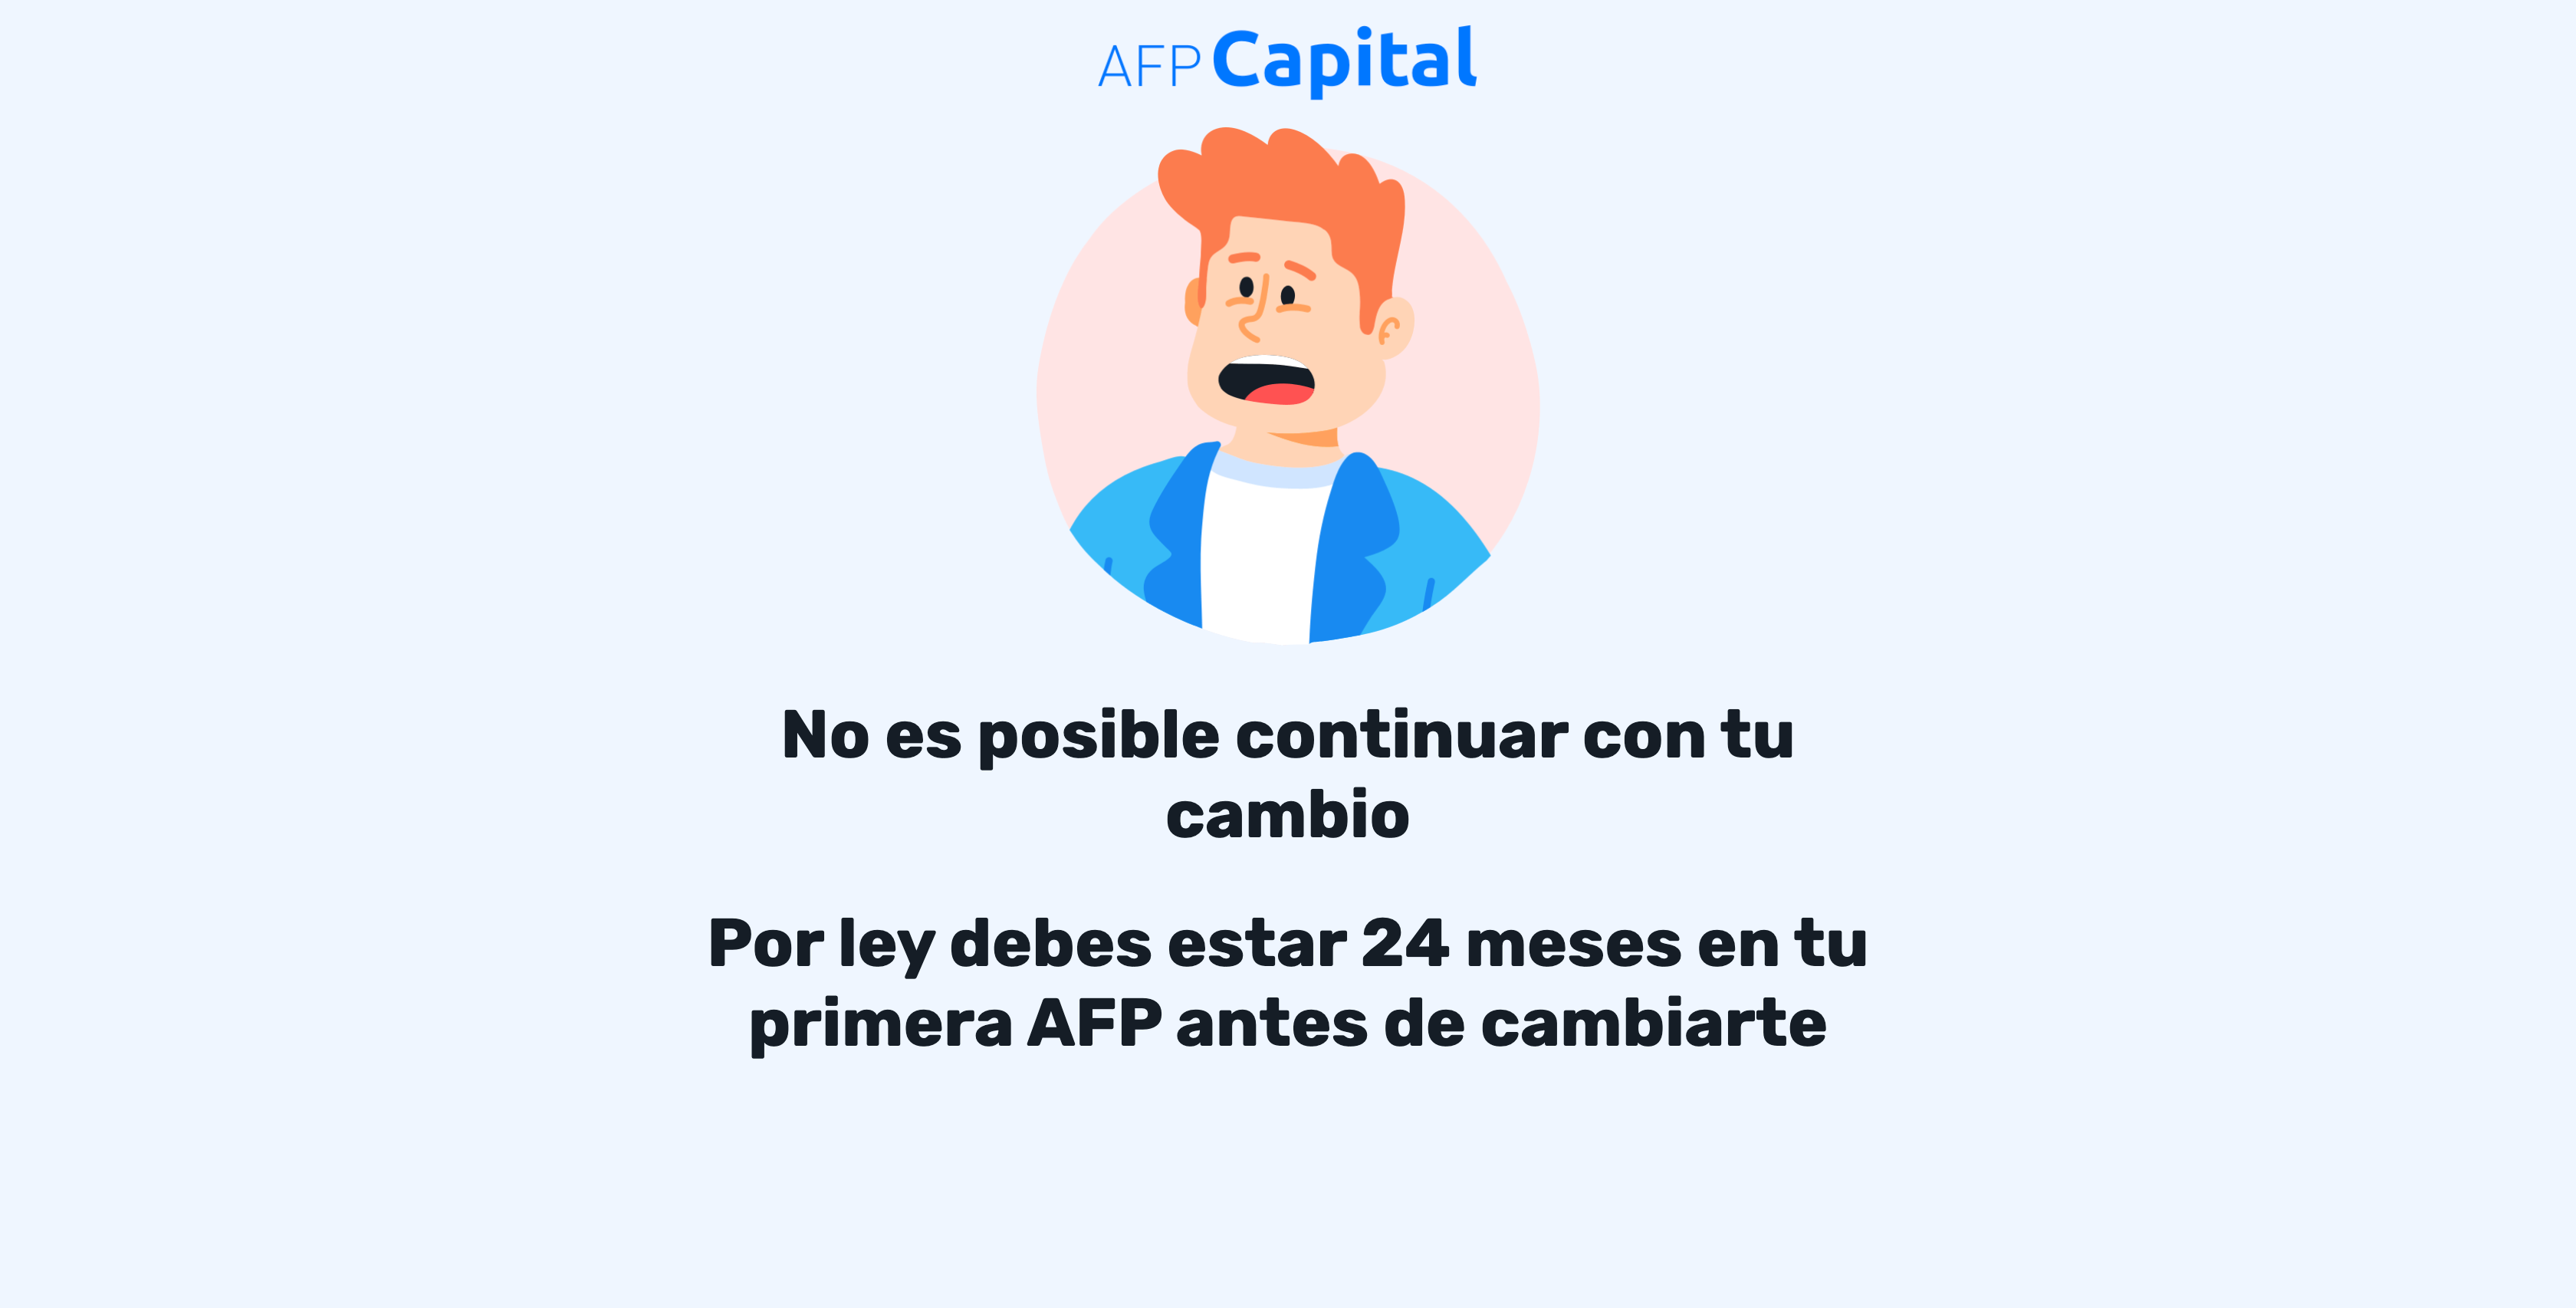 AFP Capital
No es posible continuar con tu
cambio
Por ley debes estar 24 meses en tu
primera AFP antes de cambiarte